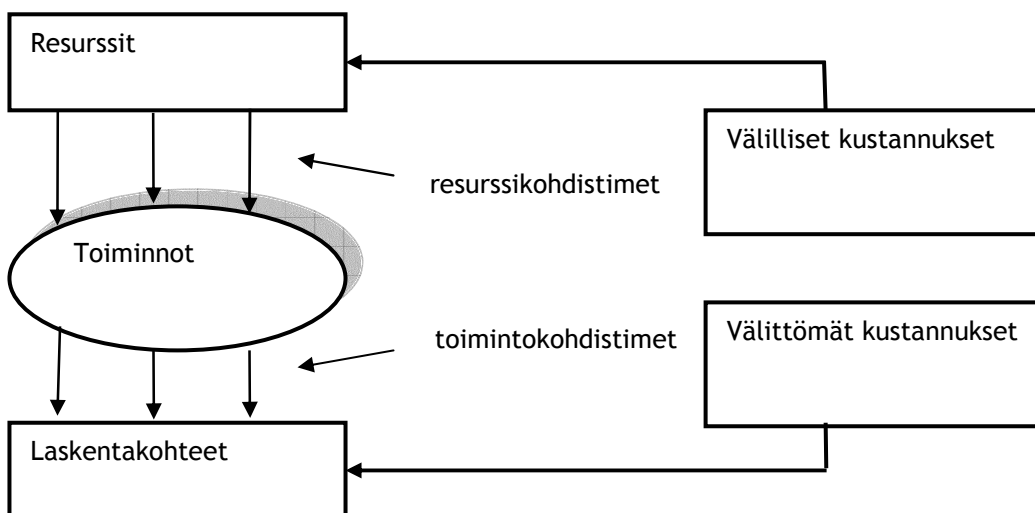 Resurssit
Välilliset kustannukset
resurssikohdistimet
Toiminnot
toimintokohdistimet
Välittömät kustannukset
Laskentakohteet